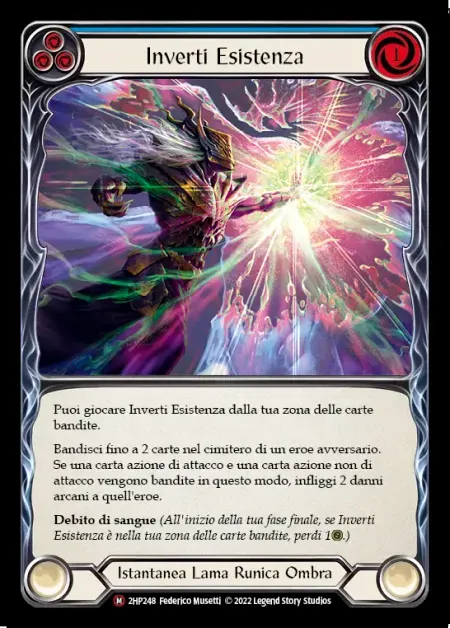 Inverti Esistenza
1
Puoi giocare Inverti Esistenza dalla tua zona delle carte
bandite.
Bandisci fino a 2 carte nel cimitero di un eroe avversario.
Se una carta azione di attacco e una carta azione non di
attacco vengono bandite in questo modo, infliggi 2 danni
arcani a quell'eroe.
Debito di sangue (All'inizio della tua fase finale, se Inverti
Esistenza è nella tua zona delle carte bandite, perdi 1.)
Istantanea Lama Runica Ombra
M 2HP248 Federico Musetti © 2022 Legend Story Studios